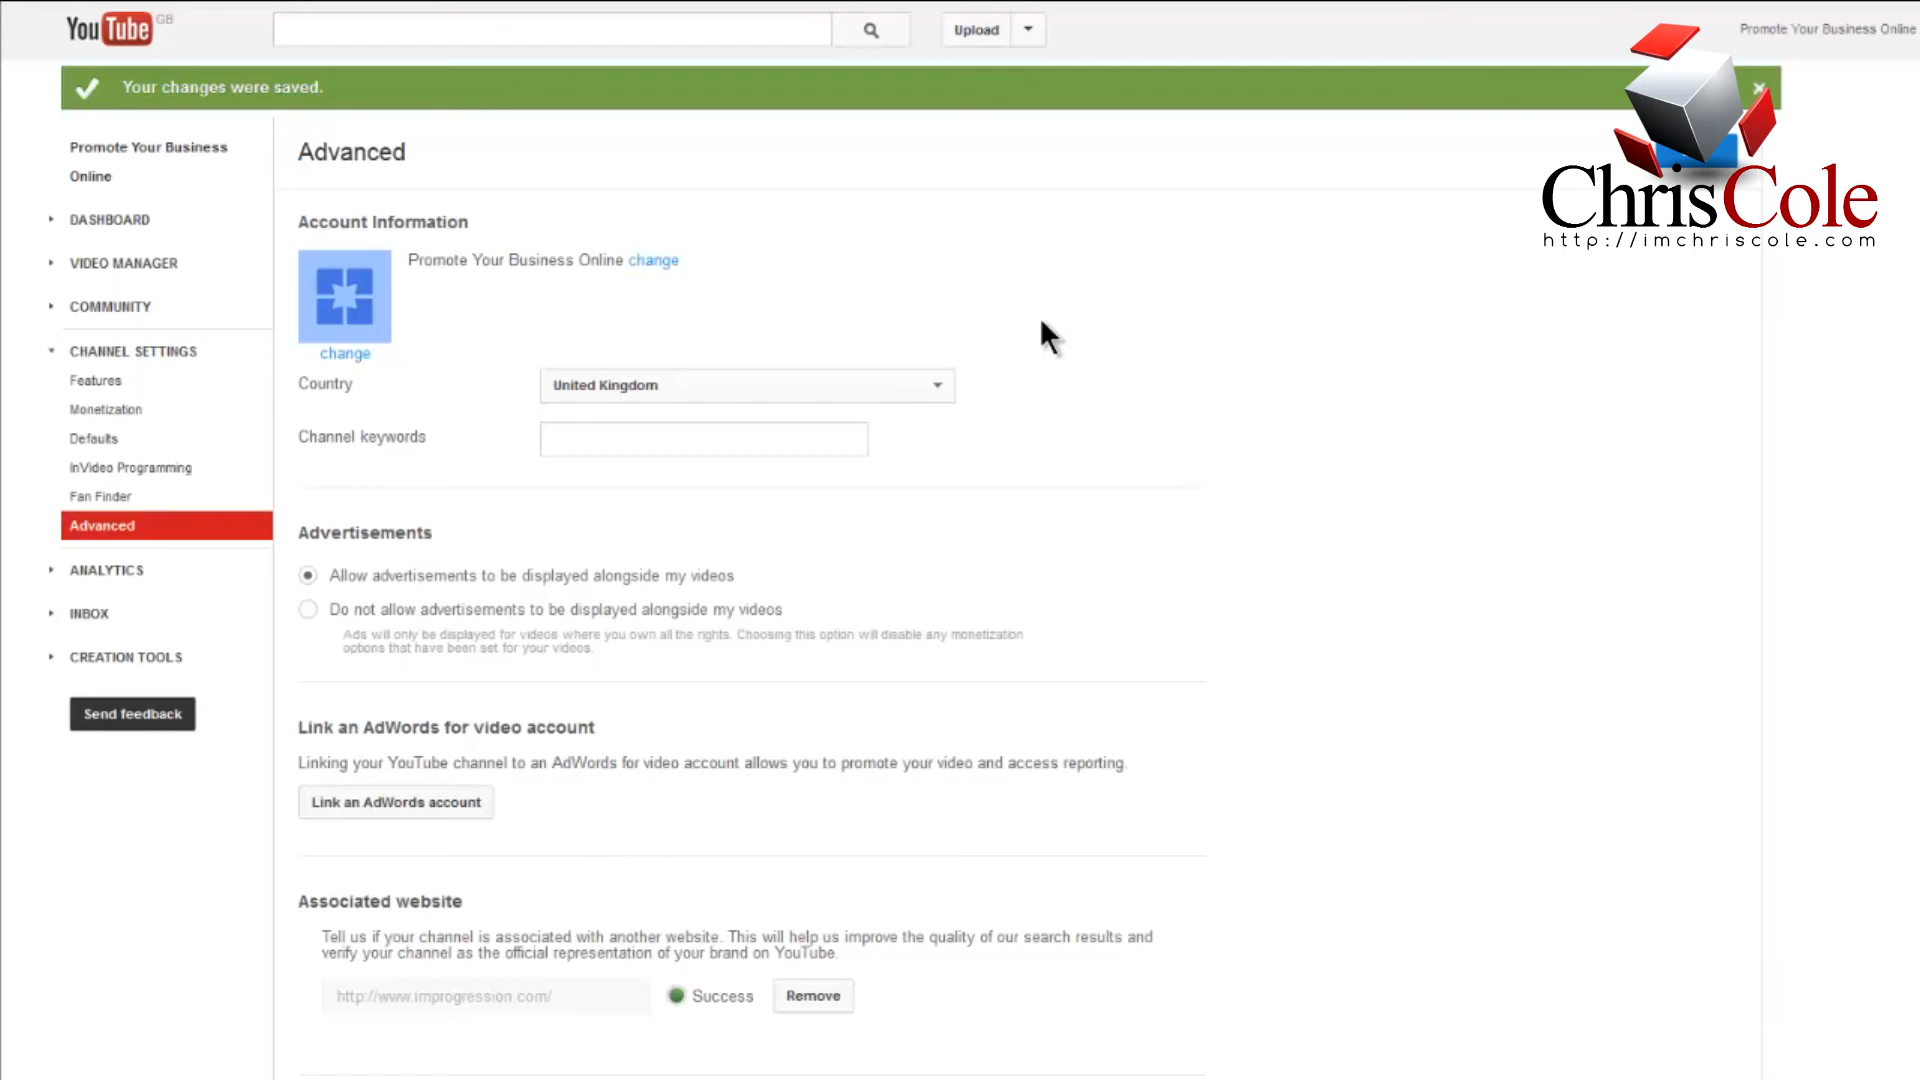 YouTube GB
Upload
Promote Your Business Online
Your changes were saved.
ChrisCole
http://imchriscole.com
Promote Your Business
Online
DASHBOARD
VIDEO MANAGER
COMMUNITY
CHANNEL SETTINGS
Features
Monetization
Defaults
InVideo Programming
Fan Finder
Advanced
ANALYTICS
INBOX
CREATION TOOLS
Send feedback
Advanced
Account Information
Promote Your Business Online change
change
Country United Kingdom
Channel keywords
Advertisements
Allow advertisements to be displayed alongside my videos
Do not allow advertisements to be displayed alongside my videos
Ads will only be displayed for videos where you own all the rights. Choosing this option will disable any monetization
options that have been set for your videos.
Link an AdWords for video account
Linking your YouTube channel to an AdWords for video account allows you to promote your video and access reporting.
Link an AdWords account
Associated website
Tell us if your channel is associated with another website. This will help us improve the quality of our search results and
verify your channel as the official representation of your brand on YouTube.
http://www.improgression.com/ Success Remove